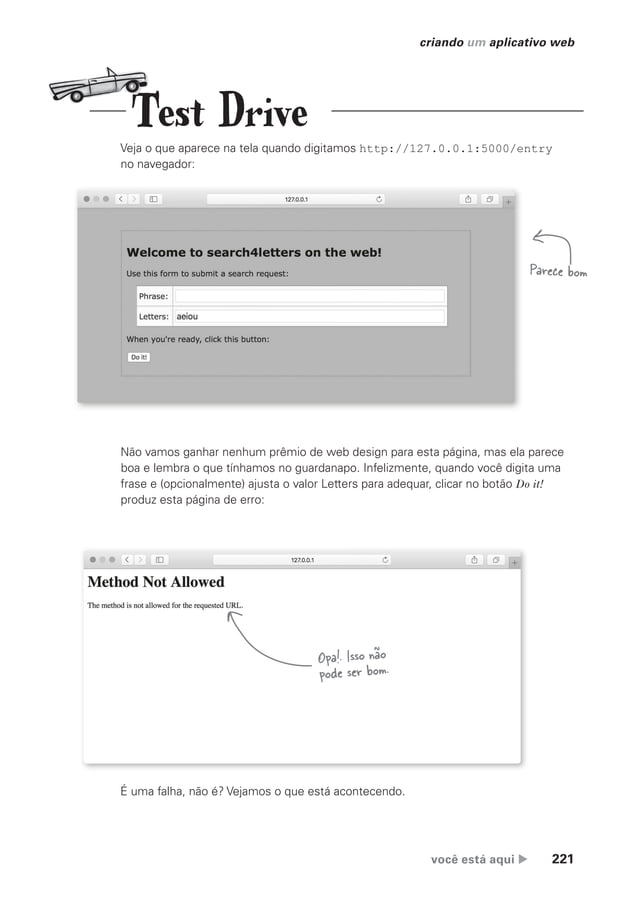 criando um aplicativo web
Test Drive
Veja o que aparece na tela quando digitamos http://127.0.0.1:5000/entry
no navegador:
127.0.0.1
Welcome to search4letters on the web!
Use this form to submit a search request:
Phrase:
Letters: aeiou
When you're ready, click this button:
Do it!
Parece bom
Não vamos ganhar nenhum prêmio de web design para esta página, mas ela parece
boa e lembra o que tínhamos no guardanapo. Infelizmente, quando você digita uma
frase e (opcionalmente) ajusta o valor Letters para adequar, clicar no botão Do it!
produz esta página de erro:
127.0.0.1
Method Not Allowed
The method is not allowed for the requested URL.
Opa!. Isso não
pode ser bom.
É uma falha, não é? Vejamos o que está acontecendo.
você está aqui 221